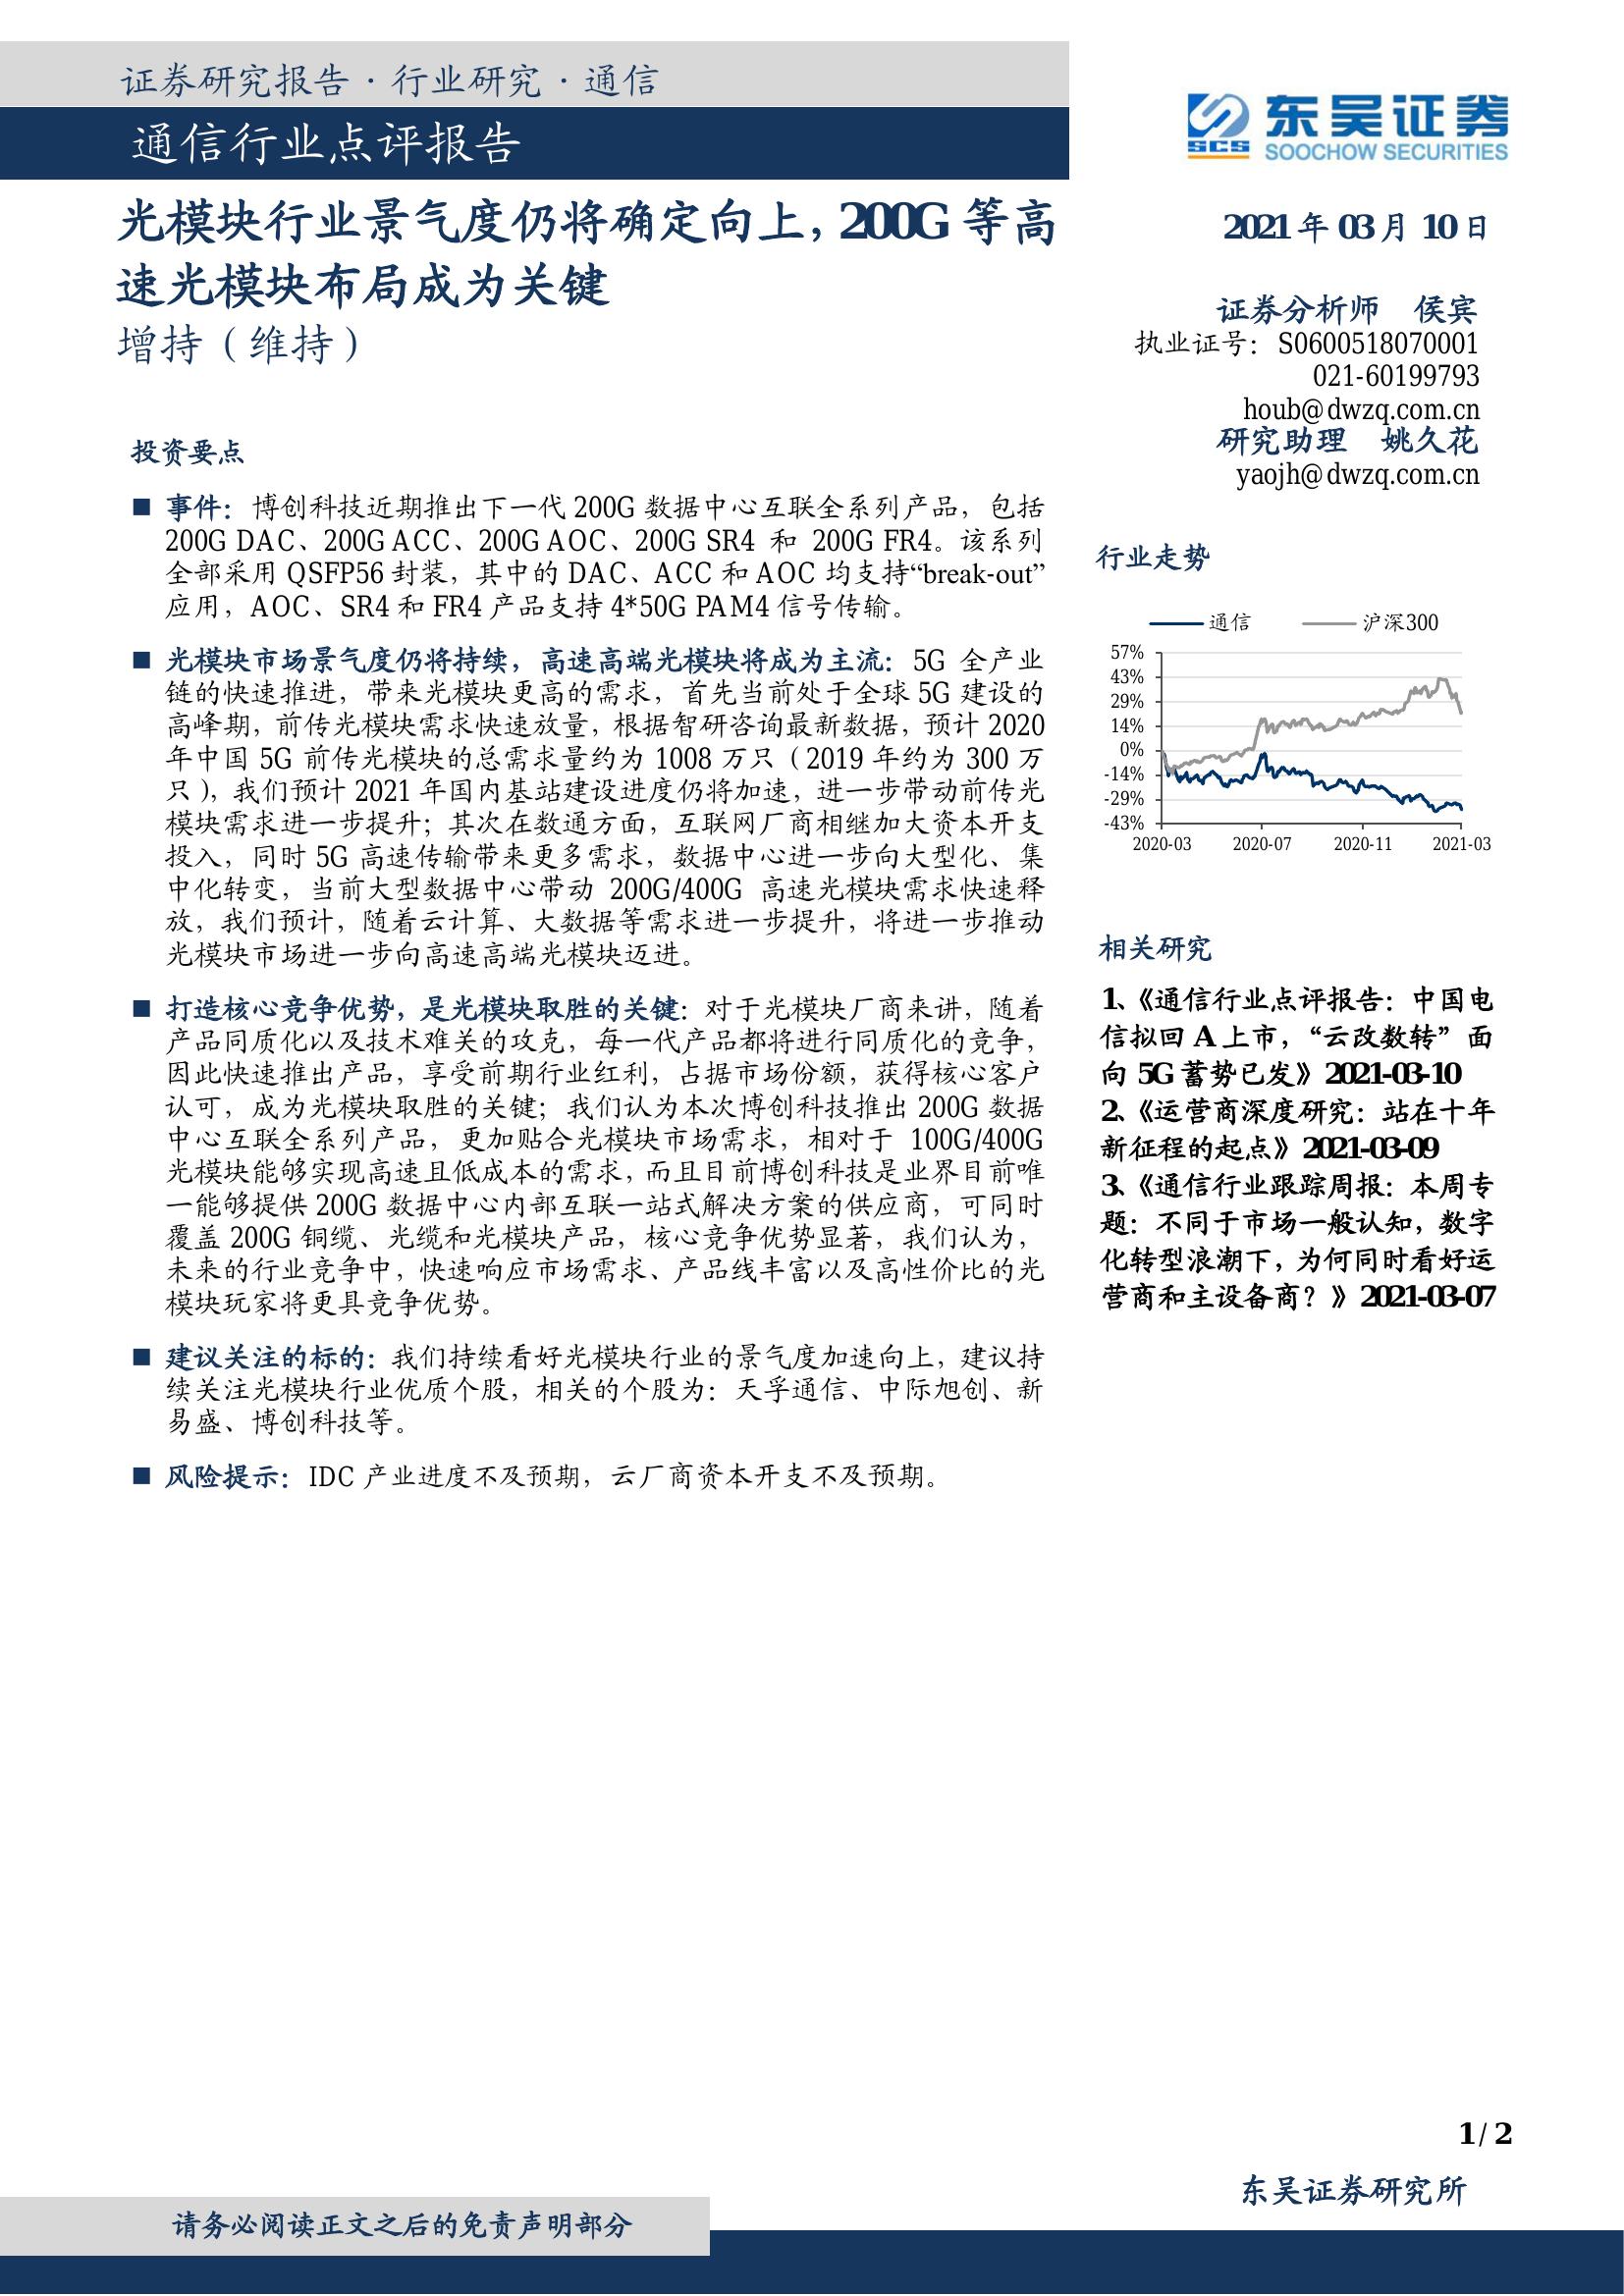 证券研究报告 · 行业研究 · 通信
通信行业点评报告
东吴证券
SCS
SOOCHOW SECURITIES
光模块行业景气度仍将确定向上，200G 等高
速光模块布局成为关键
增持（维持）
2021 年 03 月 10 日
证券分析师 侯宾
执业证号：S0600518070001
021-60199793
houb@dwzq.com.cn
研究助理 姚久花
yaojh@dwzq.com.cn
投资要点
■ 事件：博创科技近期推出下一代 200G 数据中心互联全系列产品，包括
200G DAC、200G ACC、200G AOC、200G SR4 和 200G FR4。该系列
全部采用 QSFP56 封装，其中的 DAC、ACC 和 AOC 均支持“break-out”
应用，AOC、SR4 和 FR4 产品支持 4*50G PAM4 信号传输。
■ 光模块市场景气度仍将持续，高速高端光模块将成为主流：5G 全产业
链的快速推进，带来光模块更高的需求，首先当前处于全球 5G 建设的
高峰期，前传光模块需求快速放量，根据智研咨询最新数据，预计 2020
年中国 5G 前传光模块的总需求量约为 1008 万只（2019 年约为 300 万
只），我们预计 2021 年国内基站建设进度仍将加速，进一步带动前传光
模块需求进一步提升；其次在数通方面，互联网厂商相继加大资本开支
投入，同时 5G 高速传输带来更多需求，数据中心进一步向大型化、集
中化转变，当前大型数据中心带动 200G/400G 高速光模块需求快速释
放，我们预计，随着云计算、大数据等需求进一步提升，将进一步推动
光模块市场进一步向高速高端光模块迈进。
■ 打造核心竞争优势，是光模块取胜的关键：对于光模块厂商来讲，随着
产品同质化以及技术难关的攻克，每一代产品都将进行同质化的竞争，
因此快速推出产品，享受前期行业红利，占据市场份额，获得核心客户
认可，成为光模块取胜的关键；我们认为本次博创科技推出 200G 数据
中心互联全系列产品，更加贴合光模块市场需求，相对于 100G/400G
光模块能够实现高速且低成本的需求，而且目前博创科技是业界目前唯
一能够提供 200G 数据中心内部互联一站式解决方案的供应商，可同时
覆盖 200G 铜缆、光缆和光模块产品，核心竞争优势显著，我们认为，
未来的行业竞争中，快速响应市场需求、产品线丰富以及高性价比的光
模块玩家将更具竞争优势。
■ 建议关注的标的：我们持续看好光模块行业的景气度加速向上，建议持
续关注光模块行业优质个股，相关的个股为：天孚通信、中际旭创、新
易盛、博创科技等。
■ 风险提示：IDC 产业进度不及预期，云厂商资本开支不及预期。
行业走势
通信 沪深300
57%
43%
29%
14%
0%
-14%
-29%
-43%
2020-03 2020-07 2020-11 2021-03
相关研究
1、《通信行业点评报告：中国电
信拟回 A 上市，“云改数转”面
向 5G 蓄势已发》2021-03-10
2、《运营商深度研究：站在十年
新征程的起点》2021-03-09
3、《通信行业跟踪周报：本周专
题：不同于市场一般认知，数字
化转型浪潮下，为何同时看好运
营商和主设备商？》2021-03-07
1 / 2
东吴证券研究所
请务必阅读正文之后的免责声明部分